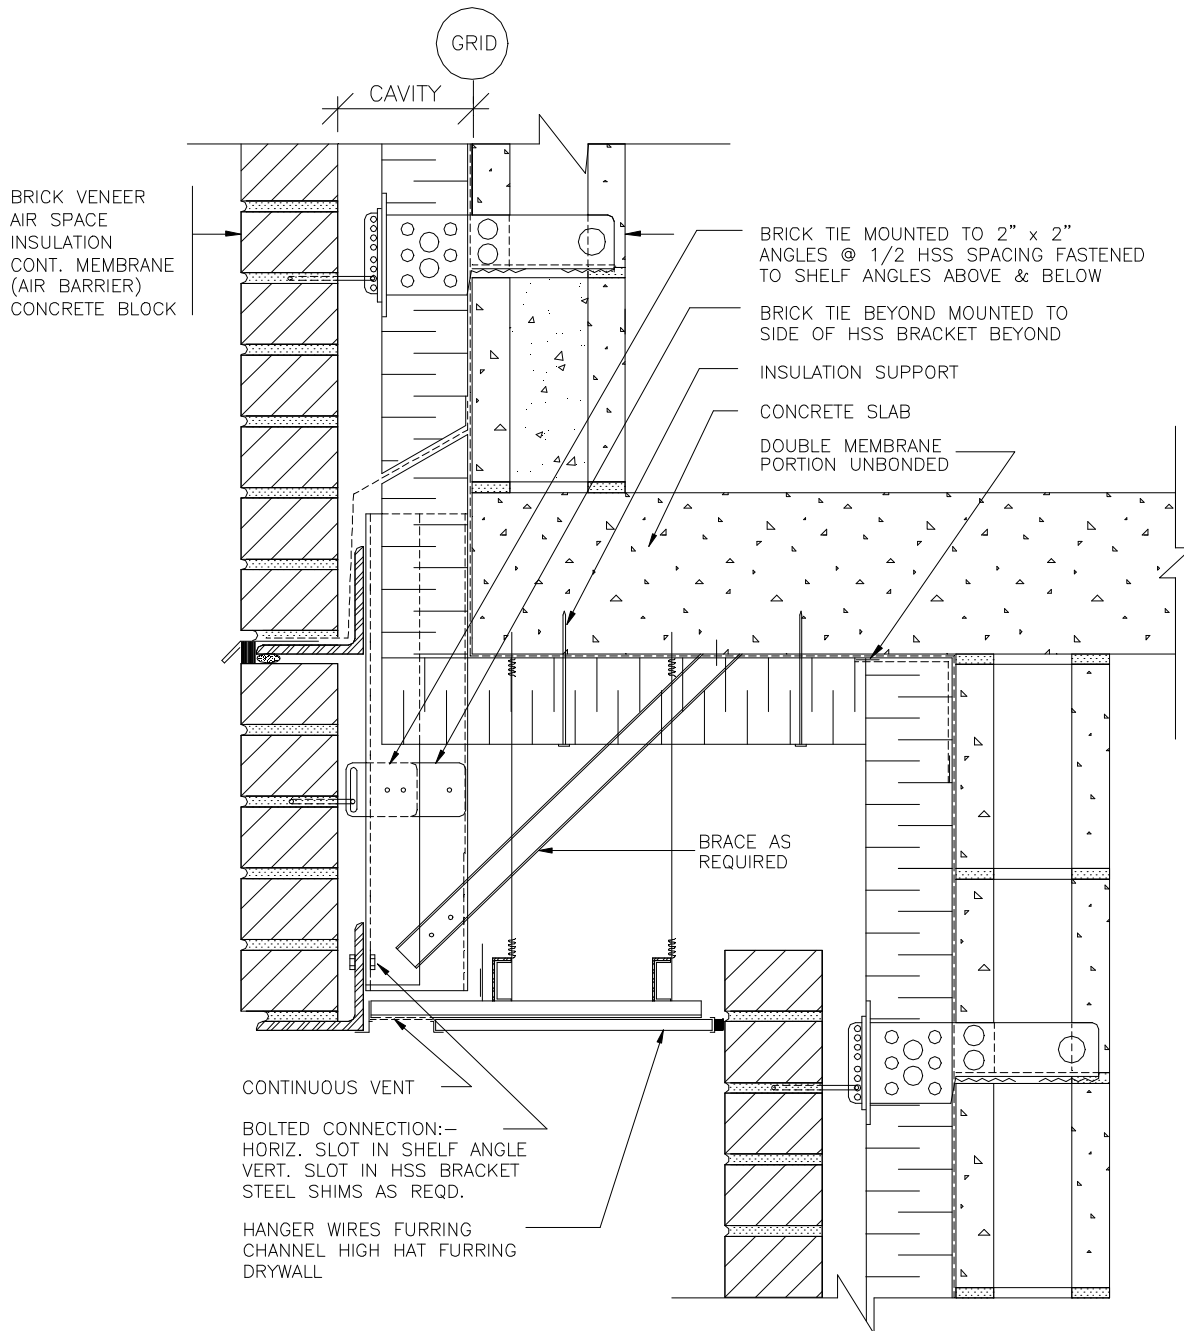 GRID
CAVITY
BRICK VENEER
AIR SPACE
INSULATION
CONT. MEMBRANE
(AIR BARRIER)
CONCRETE BLOCK
BRICK TIE MOUNTED TO 2" x 2"
ANGLES @ 1/2 HSS SPACING FASTENED
TO SHELF ANGLES ABOVE & BELOW
BRICK TIE BEYOND MOUNTED TO
SIDE OF HSS BRACKET BEYOND
INSULATION SUPPORT
CONCRETE SLAB
DOUBLE MEMBRANE
PORTION UNBONDED
BRACE AS
REQUIRED
CONTINUOUS VENT
BOLTED CONNECTION:–
HORIZ. SLOT IN SHELF ANGLE
VERT. SLOT IN HSS BRACKET
STEEL SHIMS AS REQD.
HANGER WIRES FURRING
CHANNEL HIGH HAT FURRING
DRYWALL